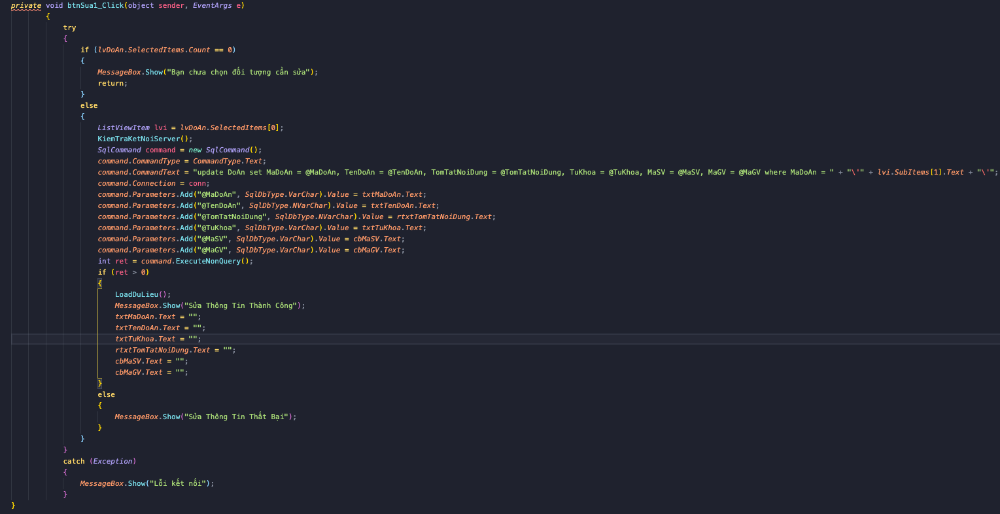 private void btnSua1_Click(object sender, EventArgs e)
{
try
{
if (lvDoAn.SelectedItems.Count == 0)
{
MessageBox.Show("Bạn chưa chọn đối tượng cần sửa");
return;
}
else
{
ListViewItem lvi = lvDoAn.SelectedItems[0];
KiemTraKetNoiServer();
SqlCommand command = new SqlCommand();
command.CommandType = CommandType.Text;
command.CommandText = "update DoAn set MaDoAn = @MaDoAn, TenDoAn = @TenDoAn, TomTatNoiDung = @TomTatNoiDung, TuKhoa = @TuKhoa, MaSV = @MaSV, MaGV = @MaGV where MaDoAn = " + "\'" + lvi.SubItems[1].Text + "\'";
command.Connection = conn;
command.Parameters.Add("@MaDoAn", SqlDbType.VarChar).Value = txtMaDoAn.Text;
command.Parameters.Add("@TenDoAn", SqlDbType.NVarChar).Value = txtTenDoAn.Text;
command.Parameters.Add("@TomTatNoiDung", SqlDbType.NVarChar).Value = rtxtTomTatNoiDung.Text;
command.Parameters.Add("@TuKhoa", SqlDbType.VarChar).Value = txtTuKhoa.Text;
command.Parameters.Add("@MaSV", SqlDbType.VarChar).Value = cbMaSV.Text;
command.Parameters.Add("@MaGV", SqlDbType.VarChar).Value = cbMaGV.Text;
int ret = command.ExecuteNonQuery();
if (ret > 0)
{
LoadDuLieu();
MessageBox.Show("Sửa Thông Tin Thành Công");
txtMaDoAn.Text = "";
txtTenDoAn.Text = "";
txtTuKhoa.Text = "";
rtxtTomTatNoiDung.Text = "";
cbMaSV.Text = "";
cbMaGV.Text = "";
}
else
{
MessageBox.Show("Sửa Thông Tin Thất Bại");
}
}
}
catch (Exception)
{
MessageBox.Show("Lỗi kết nối");
}
}